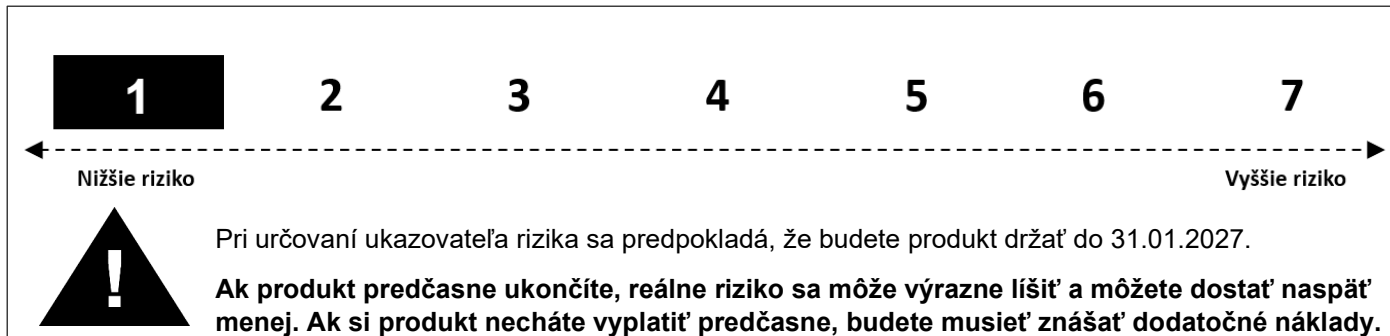 1 2 3 4 5 6 7
Nižšie riziko Vyššie riziko
!
Pri určovaní ukazovateľa rizika sa predpokladá, že budete produkt držať do 31.01.2027.
Ak produkt predčasne ukončíte, reálne riziko sa môže výrazne líšiť a môžete dostať naspäť
menej. Ak si produkt necháte vyplatiť predčasne, budete musieť znášať dodatočné náklady.